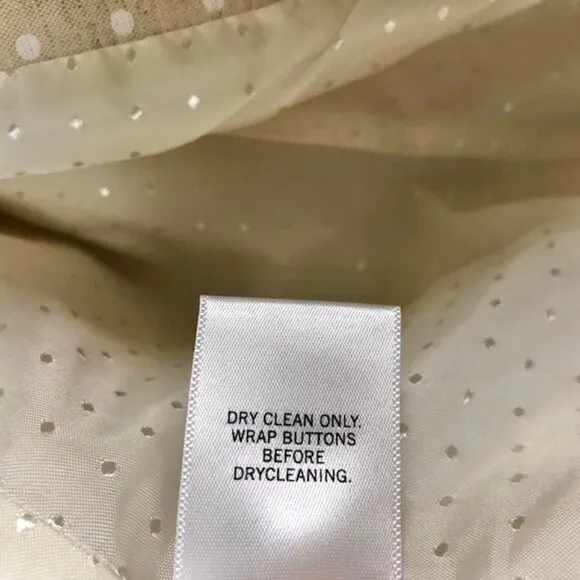 DRY CLEAN ONLY.
WRAP BUTTONS
BEFORE
DRYCLEANING.